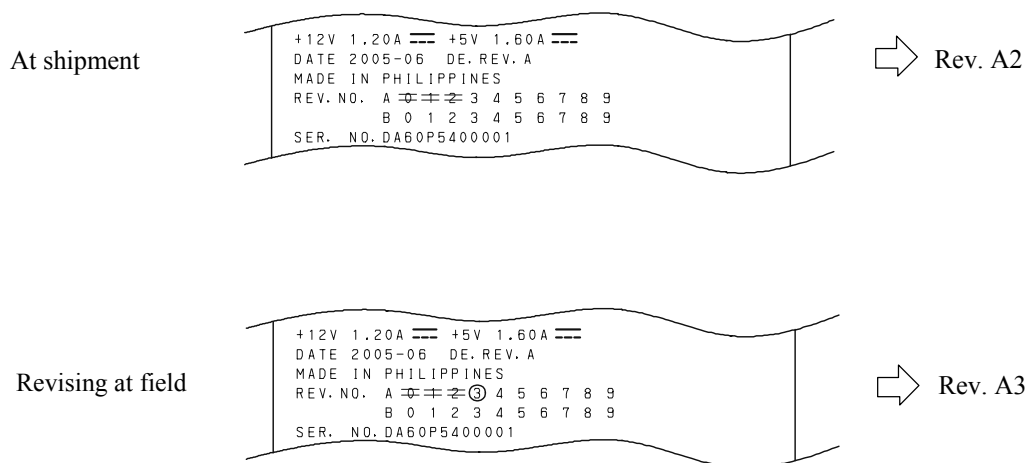 At shipment
+12V 1.20A +5V 1.60A
DATE 2005-06 DE.REV.A
MADE IN PHILIPPINES
REV.NO. A 0 1 2 3 4 5 6 7 8 9
B 0 1 2 3 4 5 6 7 8 9
SER. NO.DA60P5400001
Rev. A2
Revising at field
+12V 1.20A +5V 1.60A
DATE 2005-06 DE.REV.A
MADE IN PHILIPPINES
REV.NO. A 0 1 2 3 4 5 6 7 8 9
B 0 1 2 3 4 5 6 7 8 9
SER. NO.DA60P5400001
Rev. A3